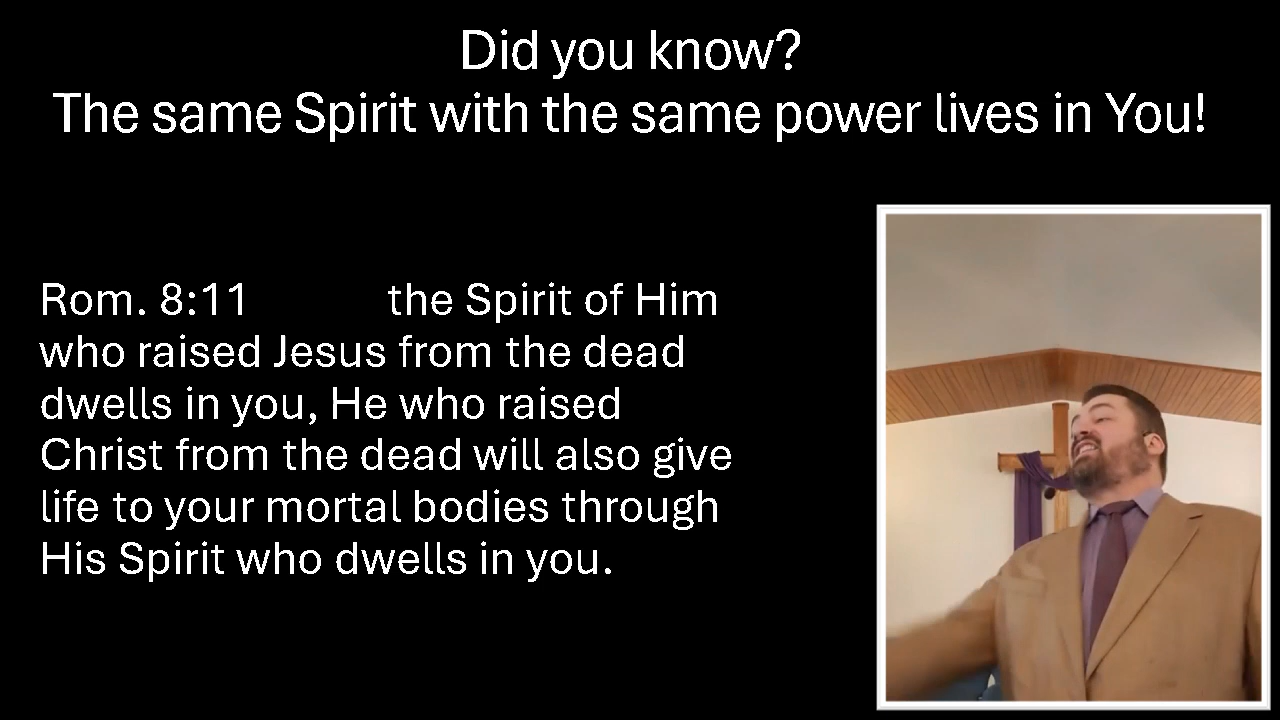 Did you know?
The same Spirit with the same power lives in You!
Rom. 8:11 the Spirit of Him
who raised Jesus from the dead
dwells in you, He who raised
Christ from the dead will also give
life to your mortal bodies through
His Spirit who dwells in you.